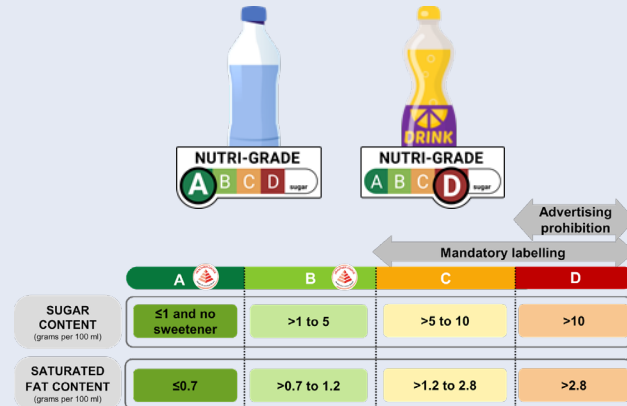 DRINK
NUTRI-GRADE
A B C D sugar
NUTRI-GRADE
A B C D sugar
Advertising
prohibition
Mandatory labelling
A B C D
SUGAR
CONTENT
(grams per 100 ml)
≤1 and no
sweetener
>1 to 5
>5 to 10
>10
SATURATED
FAT CONTENT
(grams per 100 ml)
≤0.7
>0.7 to 1.2
>1.2 to 2.8
>2.8